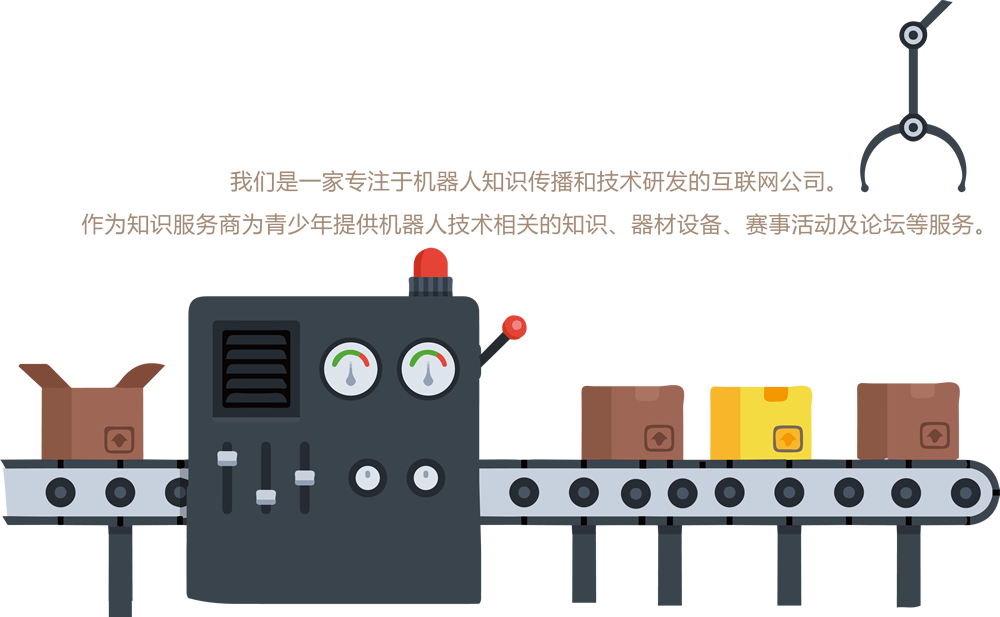 我们是一家专注于机器人知识传播和技术研发的互联网公司。
作为知识服务商为青少年提供机器人技术相关的知识、器材设备、赛事活动及论坛等服务。